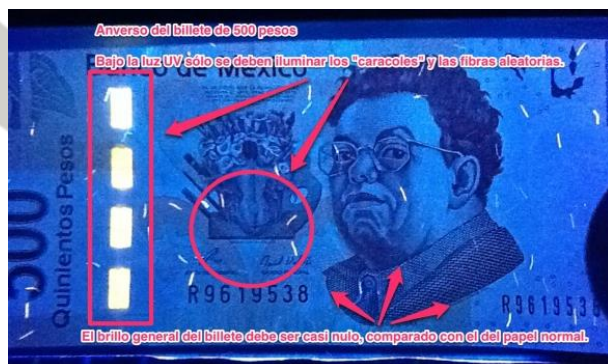 Anverso del billete de 500 pesos
Bajo la luz UV sólo se deben iluminar los "caracoles" y las fibras aleatorias.
Banco de México
500
Quinientos Pesos
R9619538
R9619538
El brillo general del billete debe ser casi nulo, comparado con el del papel normal.